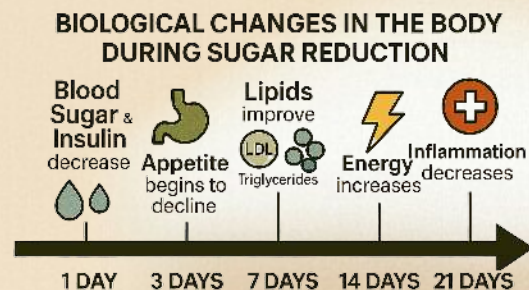 BIOLOGICAL CHANGES IN THE BODY
DURING SUGAR REDUCTION
Blood
Sugar &
Insulin
decrease
Appetite
begins to
decline
Lipids
improve
LDL
Triglycerides
Energy
increases
Inflammation
decreases
1 DAY
3 DAYS
7 DAYS
14 DAYS
21 DAYS